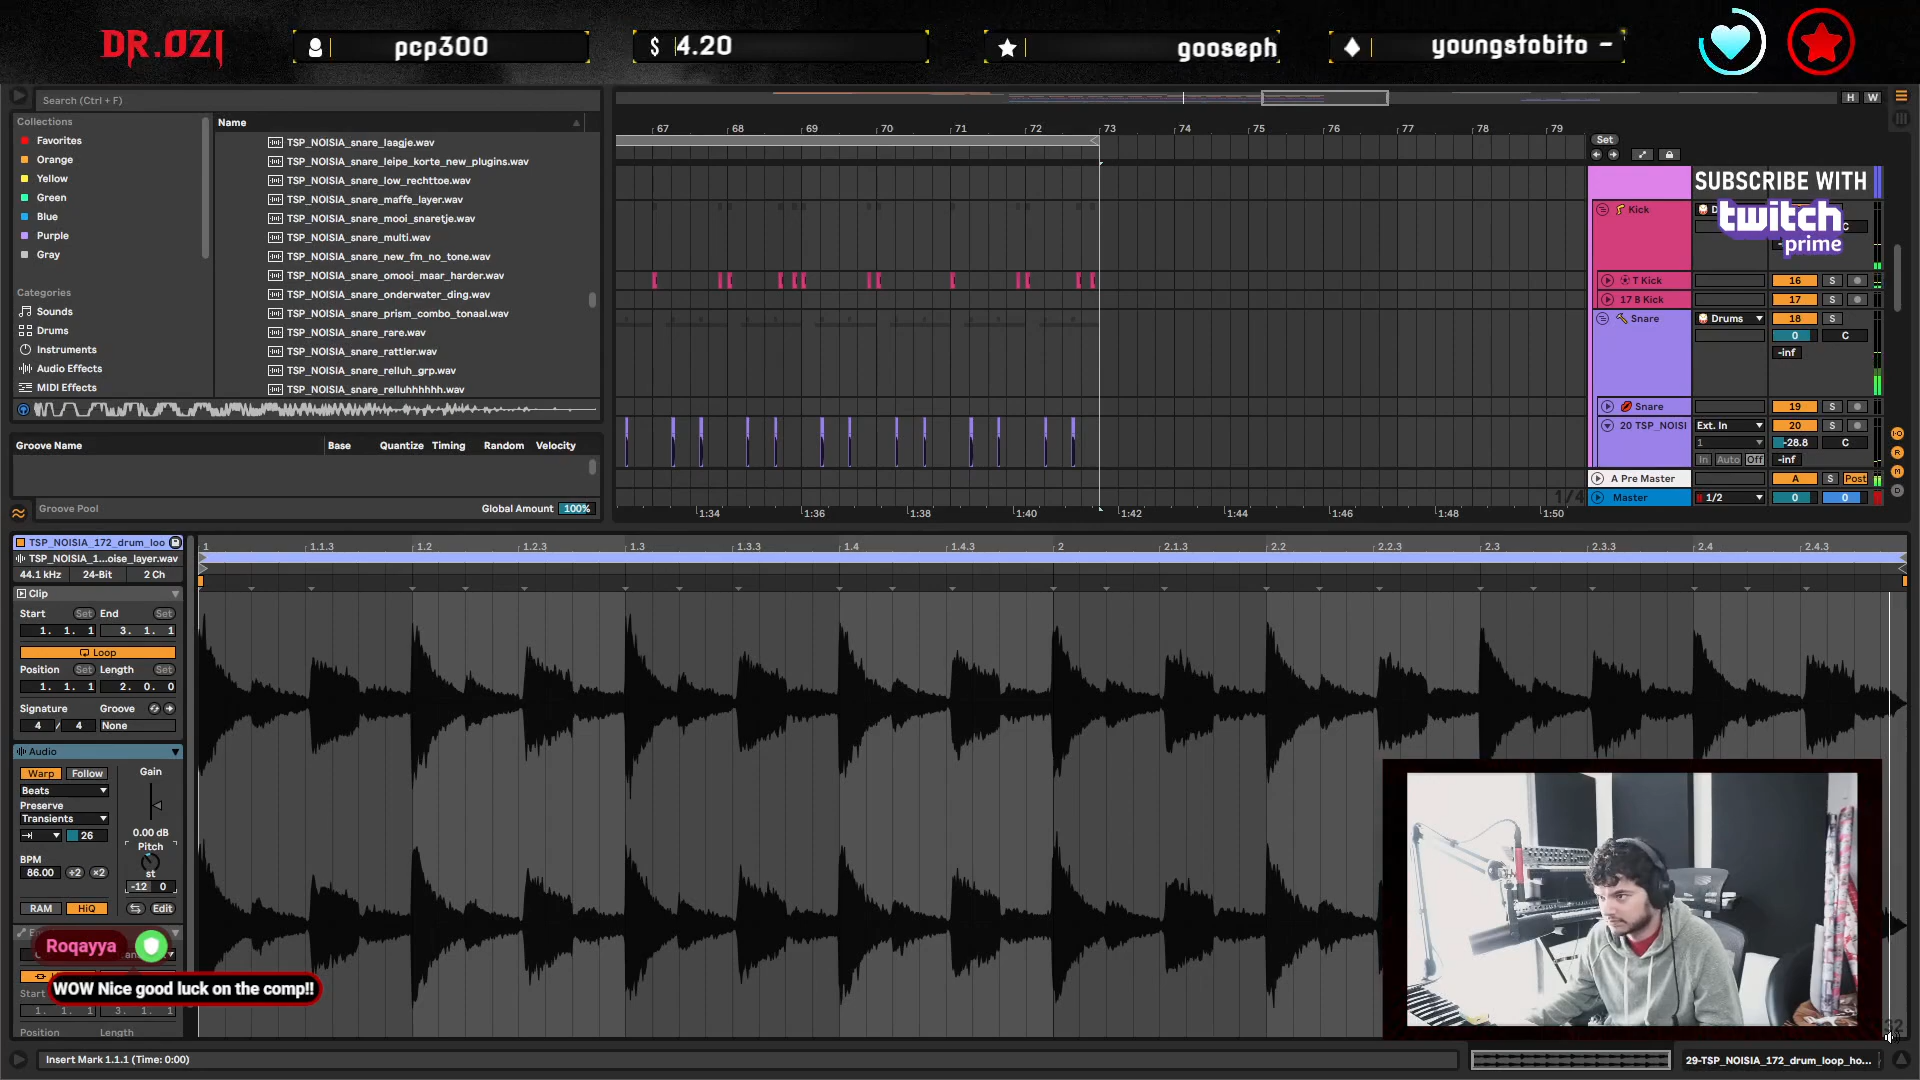 DR.OZI
pcp300
$ 4.20
gooseph
youngstobito -
Search (Ctrl + F)
H W
Collections
Favorites
Orange
Yellow
Green
Blue
Purple
Gray
Categories
Sounds
Drums
Instruments
Audio Effects
MIDI Effects
Name
TSP_NOISIA_snare_laagje.wav
TSP_NOISIA_snare_leipe_korte_new_plugins.wav
TSP_NOISIA_snare_low_rechttoe.wav
TSP_NOISIA_snare_maffe_layer.wav
TSP_NOISIA_snare_mooi_snaretje.wav
TSP_NOISIA_snare_multi.wav
TSP_NOISIA_snare_new_fm_no_tone.wav
TSP_NOISIA_snare_omooi_maar_harder.wav
TSP_NOISIA_snare_onderwater_ding.wav
TSP_NOISIA_snare_prism_combo_tonaal.wav
TSP_NOISIA_snare_rare.wav
TSP_NOISIA_snare_rattler.wav
TSP_NOISIA_snare_relluh_grp.wav
TSP_NOISIA_snare_relluhhhhhh.wav
Groove Name Base Quantize Timing Random Velocity
Groove Pool Global Amount 100%
67 68 69 70 71 72 73 74 75 76 77 78 79
Set
SUBSCRIBE WITH
twitch
prime
Kick
C
T Kick 16 S
17 B Kick 17 S
Snare Drums 18 S
0 C
-inf
Snare 19 S
20 TSP_NOISI Ext. In 20 S
1 -28.8 C
In Auto Off -inf
A Pre Master A S Post
Master 1/2 0 0
1/4
1:34 1:36 1:38 1:40 1:42 1:44 1:46 1:48 1:50
TSP_NOISIA_172_drum_loo
TSP_NOISIA_1...oise_layer.wav
44.1 kHz 24-Bit 2 Ch
Clip
Start Set End Set
1. 1. 1 3. 1. 1
Loop
Position Set Length Set
1. 1. 1 2. 0. 0
Signature Groove
4 / 4 None
Audio
Warp Follow Gain
Beats
Preserve
Transients
26
0.00 dB
Pitch
BPM
st
86.00 ÷2 ×2
-12 0
RAM HiQ Edit
Roqayya
WOW Nice good luck on the comp!!
Start
1. 1. 1 3. 1. 1
Position Length
1 1.1.3 1.2 1.2.3 1.3 1.3.3 1.4 1.4.3 2 2.1.3 2.2 2.2.3 2.3 2.3.3 2.4 2.4.3
Insert Mark 1.1.1 (Time: 0:00)
29-TSP_NOISIA_172_drum_loop_ho...